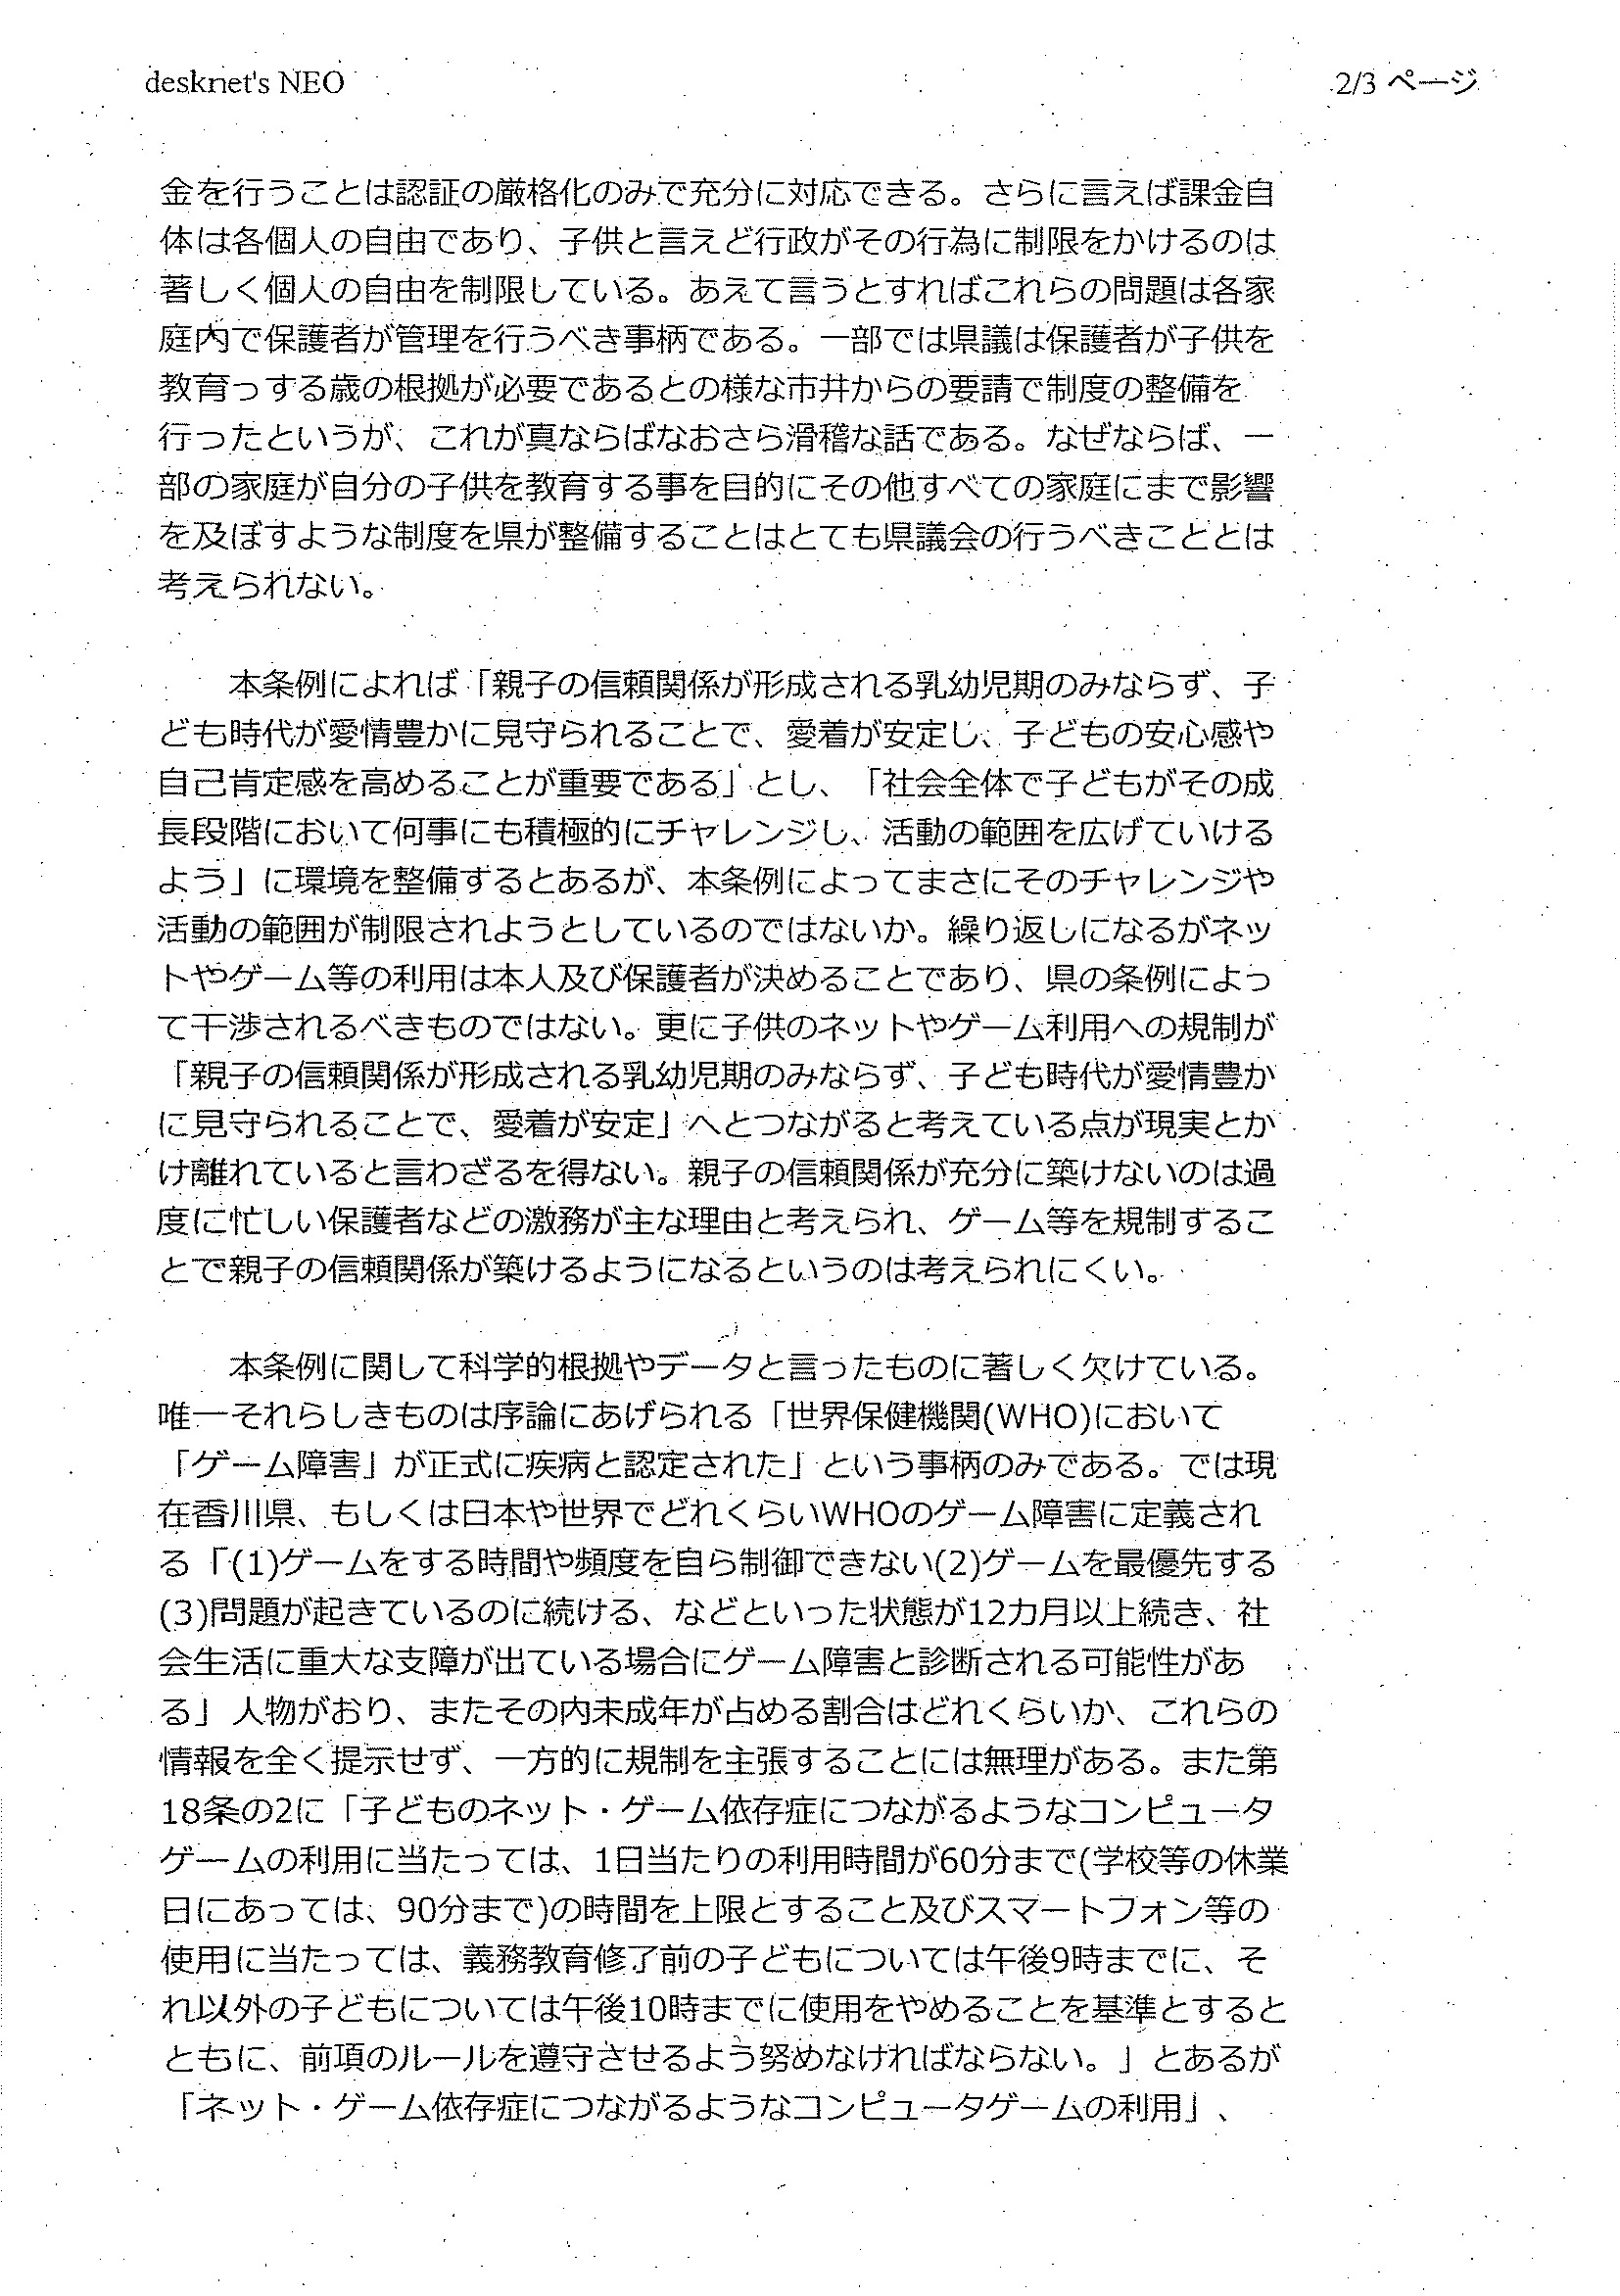 desknet's NEO
2/3 ページ
金を行うことは認証の厳格化のみで充分に対応できる。さらに言えば課金自
体は各個人の自由であり、子供と言えど行政がその行為に制限をかけるのは
著しく個人の自由を制限している。あえて言うとすればこれらの問題は各家
庭内で保護者が管理を行うべき事柄である。一部では県議は保護者が子供を
教育っする歳の根拠が必要であるとの様な市井からの要請で制度の整備を
行ったというが、これが真ならばなおさら滑稽な話である。なぜならば、一
部の家庭が自分の子供を教育する事を目的にその他すべての家庭にまで影響
を及ぼすような制度を県が整備することはとても県議会の行うべきこととは
考えられない。
本条例によれば「親子の信頼関係が形成される乳幼児期のみならず、子
ども時代が愛情豊かに見守られることで、愛着が安定し、子どもの安心感や
自己肯定感を高めることが重要である」とし、「社会全体で子どもがその成
長段階において何事にも積極的にチャレンジし、活動の範囲を広げていける
よう」に環境を整備するとあるが、本条例によってまさにそのチャレンジや
活動の範囲が制限されようとしているのではないか。繰り返しになるがネッ
トやゲーム等の利用は本人及び保護者が決めることであり、県の条例によっ
て干渉されるべきものではない。更に子供のネットやゲーム利用への規制が
「親子の信頼関係が形成される乳幼児期のみならず、子ども時代が愛情豊か
に見守られることで、愛着が安定」へとつながると考えている点が現実とか
け離れていると言わざるを得ない。親子の信頼関係が充分に築けないのは過
度に忙しい保護者などの激務が主な理由と考えられ、ゲーム等を規制するこ
とで親子の信頼関係が築けるようになるというのは考えられにくい。
本条例に関して科学的根拠やデータと言ったものに著しく欠けている。
唯一それらしきものは序論にあげられる「世界保健機関(WHO)において
「ゲーム障害」が正式に疾病と認定された」という事柄のみである。では現
在香川県、もしくは日本や世界でどれくらいWHOのゲーム障害に定義され
る「(1)ゲームをする時間や頻度を自ら制御できない(2)ゲームを最優先する
(3)問題が起きているのに続ける、などといった状態が12カ月以上続き、社
会生活に重大な支障が出ている場合にゲーム障害と診断される可能性があ
る」人物がおり、またその内未成年が占める割合はどれくらいか、これらの
情報を全く提示せず、一方的に規制を主張することには無理がある。また第
18条の2に「子どものネット・ゲーム依存症につながるようなコンピュータ
ゲームの利用に当たっては、1日当たりの利用時間が60分まで(学校等の休業
日にあっては、90分まで)の時間を上限とすること及びスマートフォン等の
使用に当たっては、義務教育修了前の子どもについては午後9時までに、そ
れ以外の子どもについては午後10時までに使用をやめることを基準とすると
ともに、前項のルールを遵守させるよう努めなければならない。」とあるが
「ネット・ゲーム依存症につながるようなコンピュータゲームの利用」、